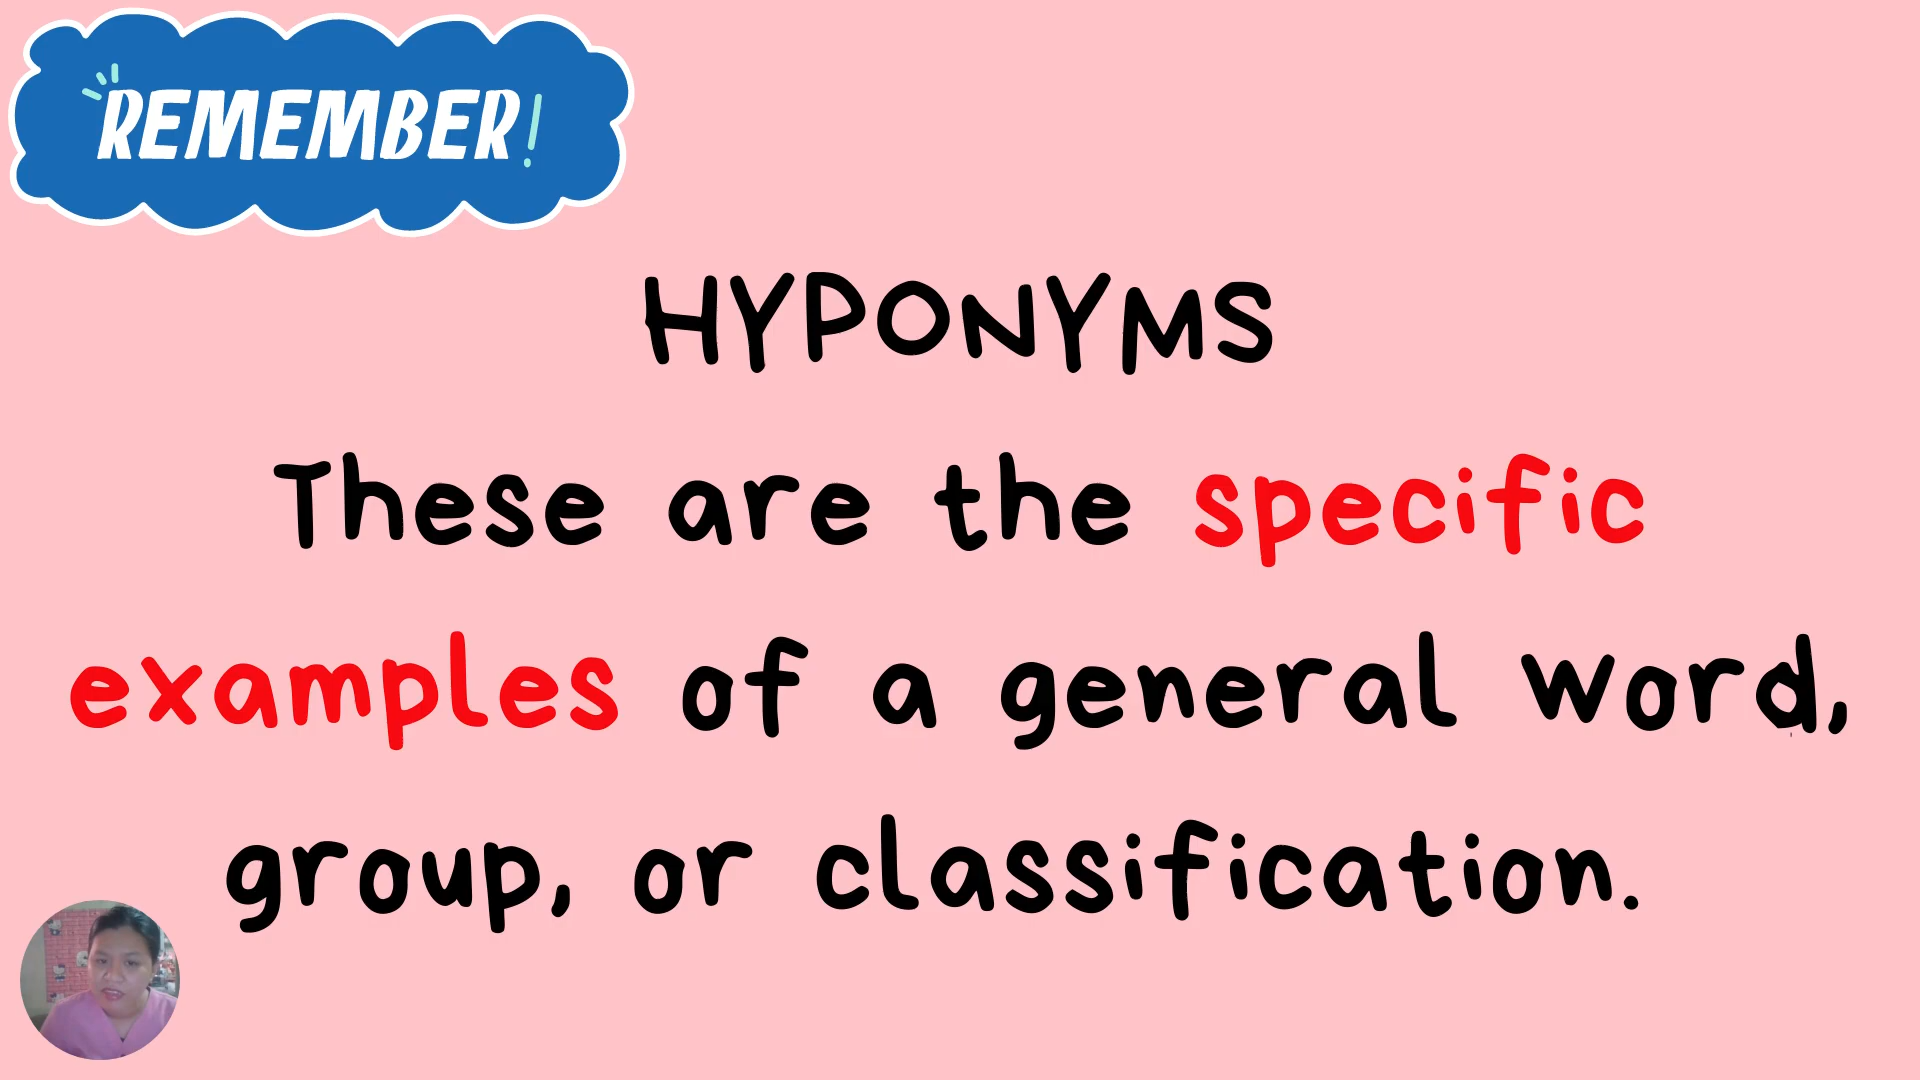 REMEMBER!
HYPONYMS
These are the specific
examples of a general word,
group, or classification.